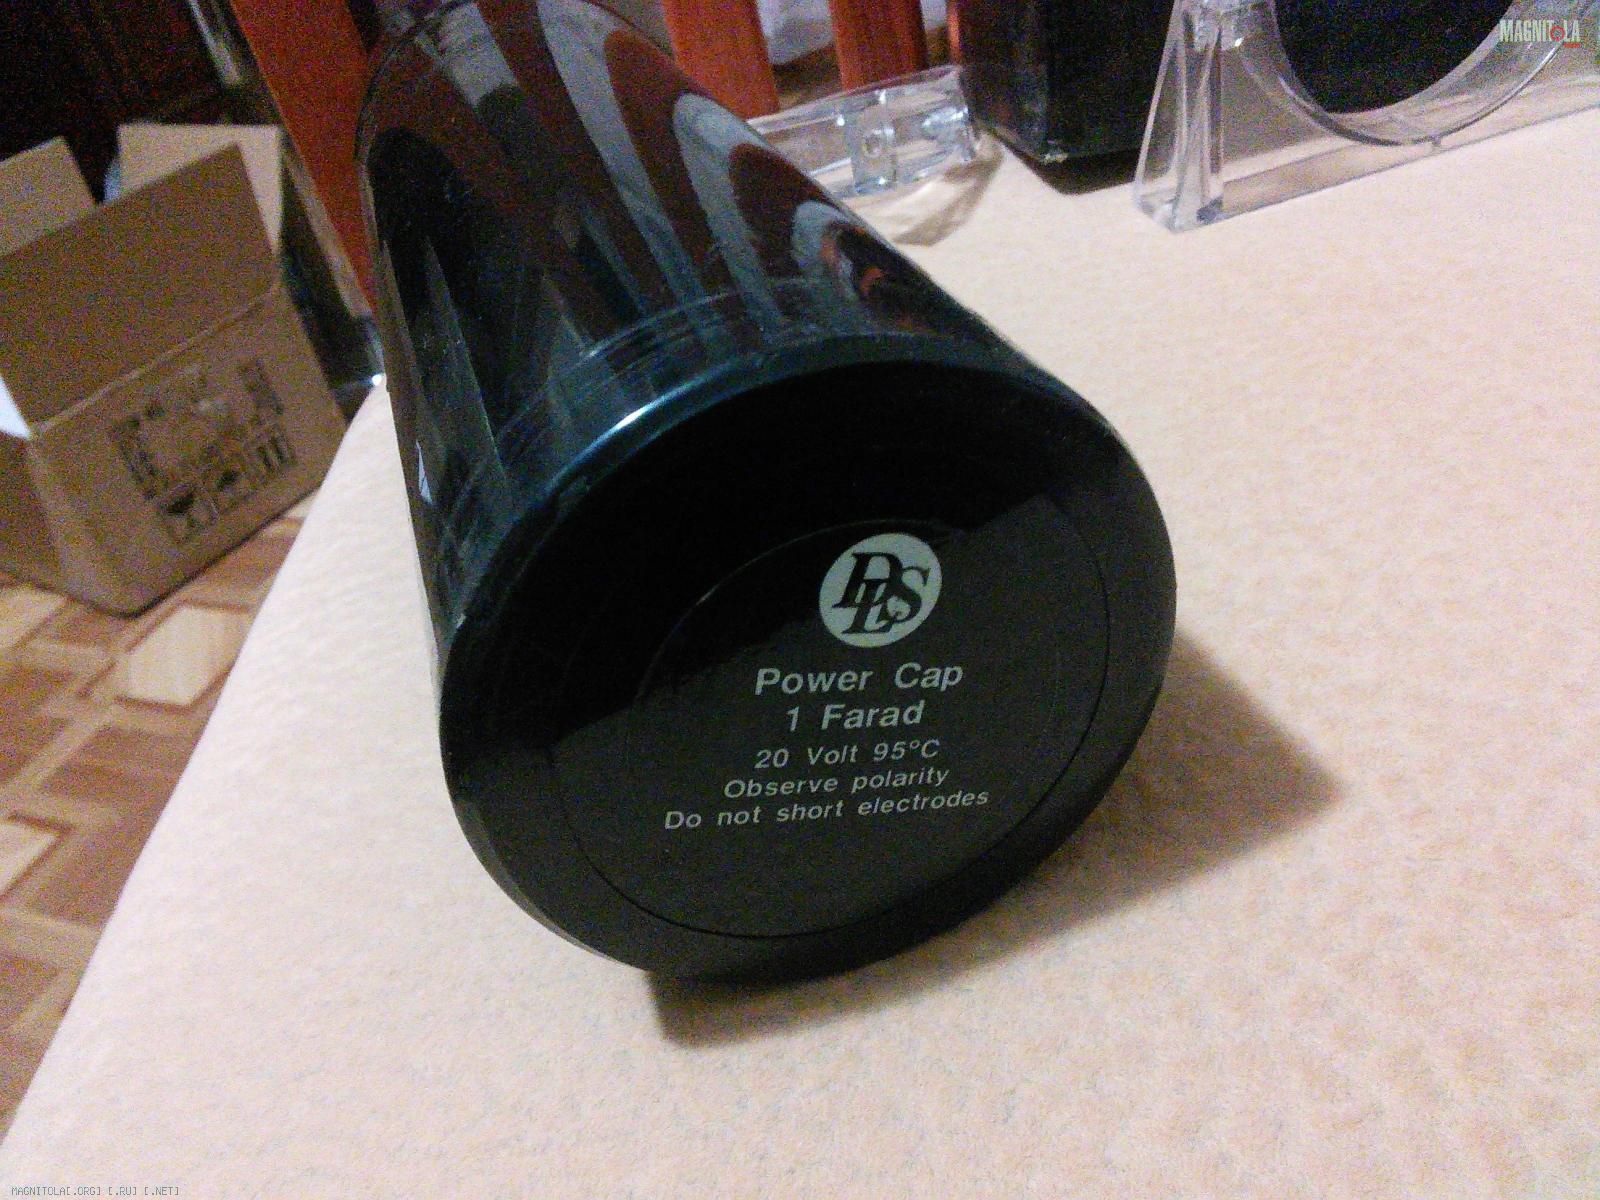 MAGNITOLA
DLS
Power Cap
1 Farad
20 Volt 95°C
Observe polarity
Do not short electrodes
MAGNITOLA[.ORG] [.RU] [.NET]